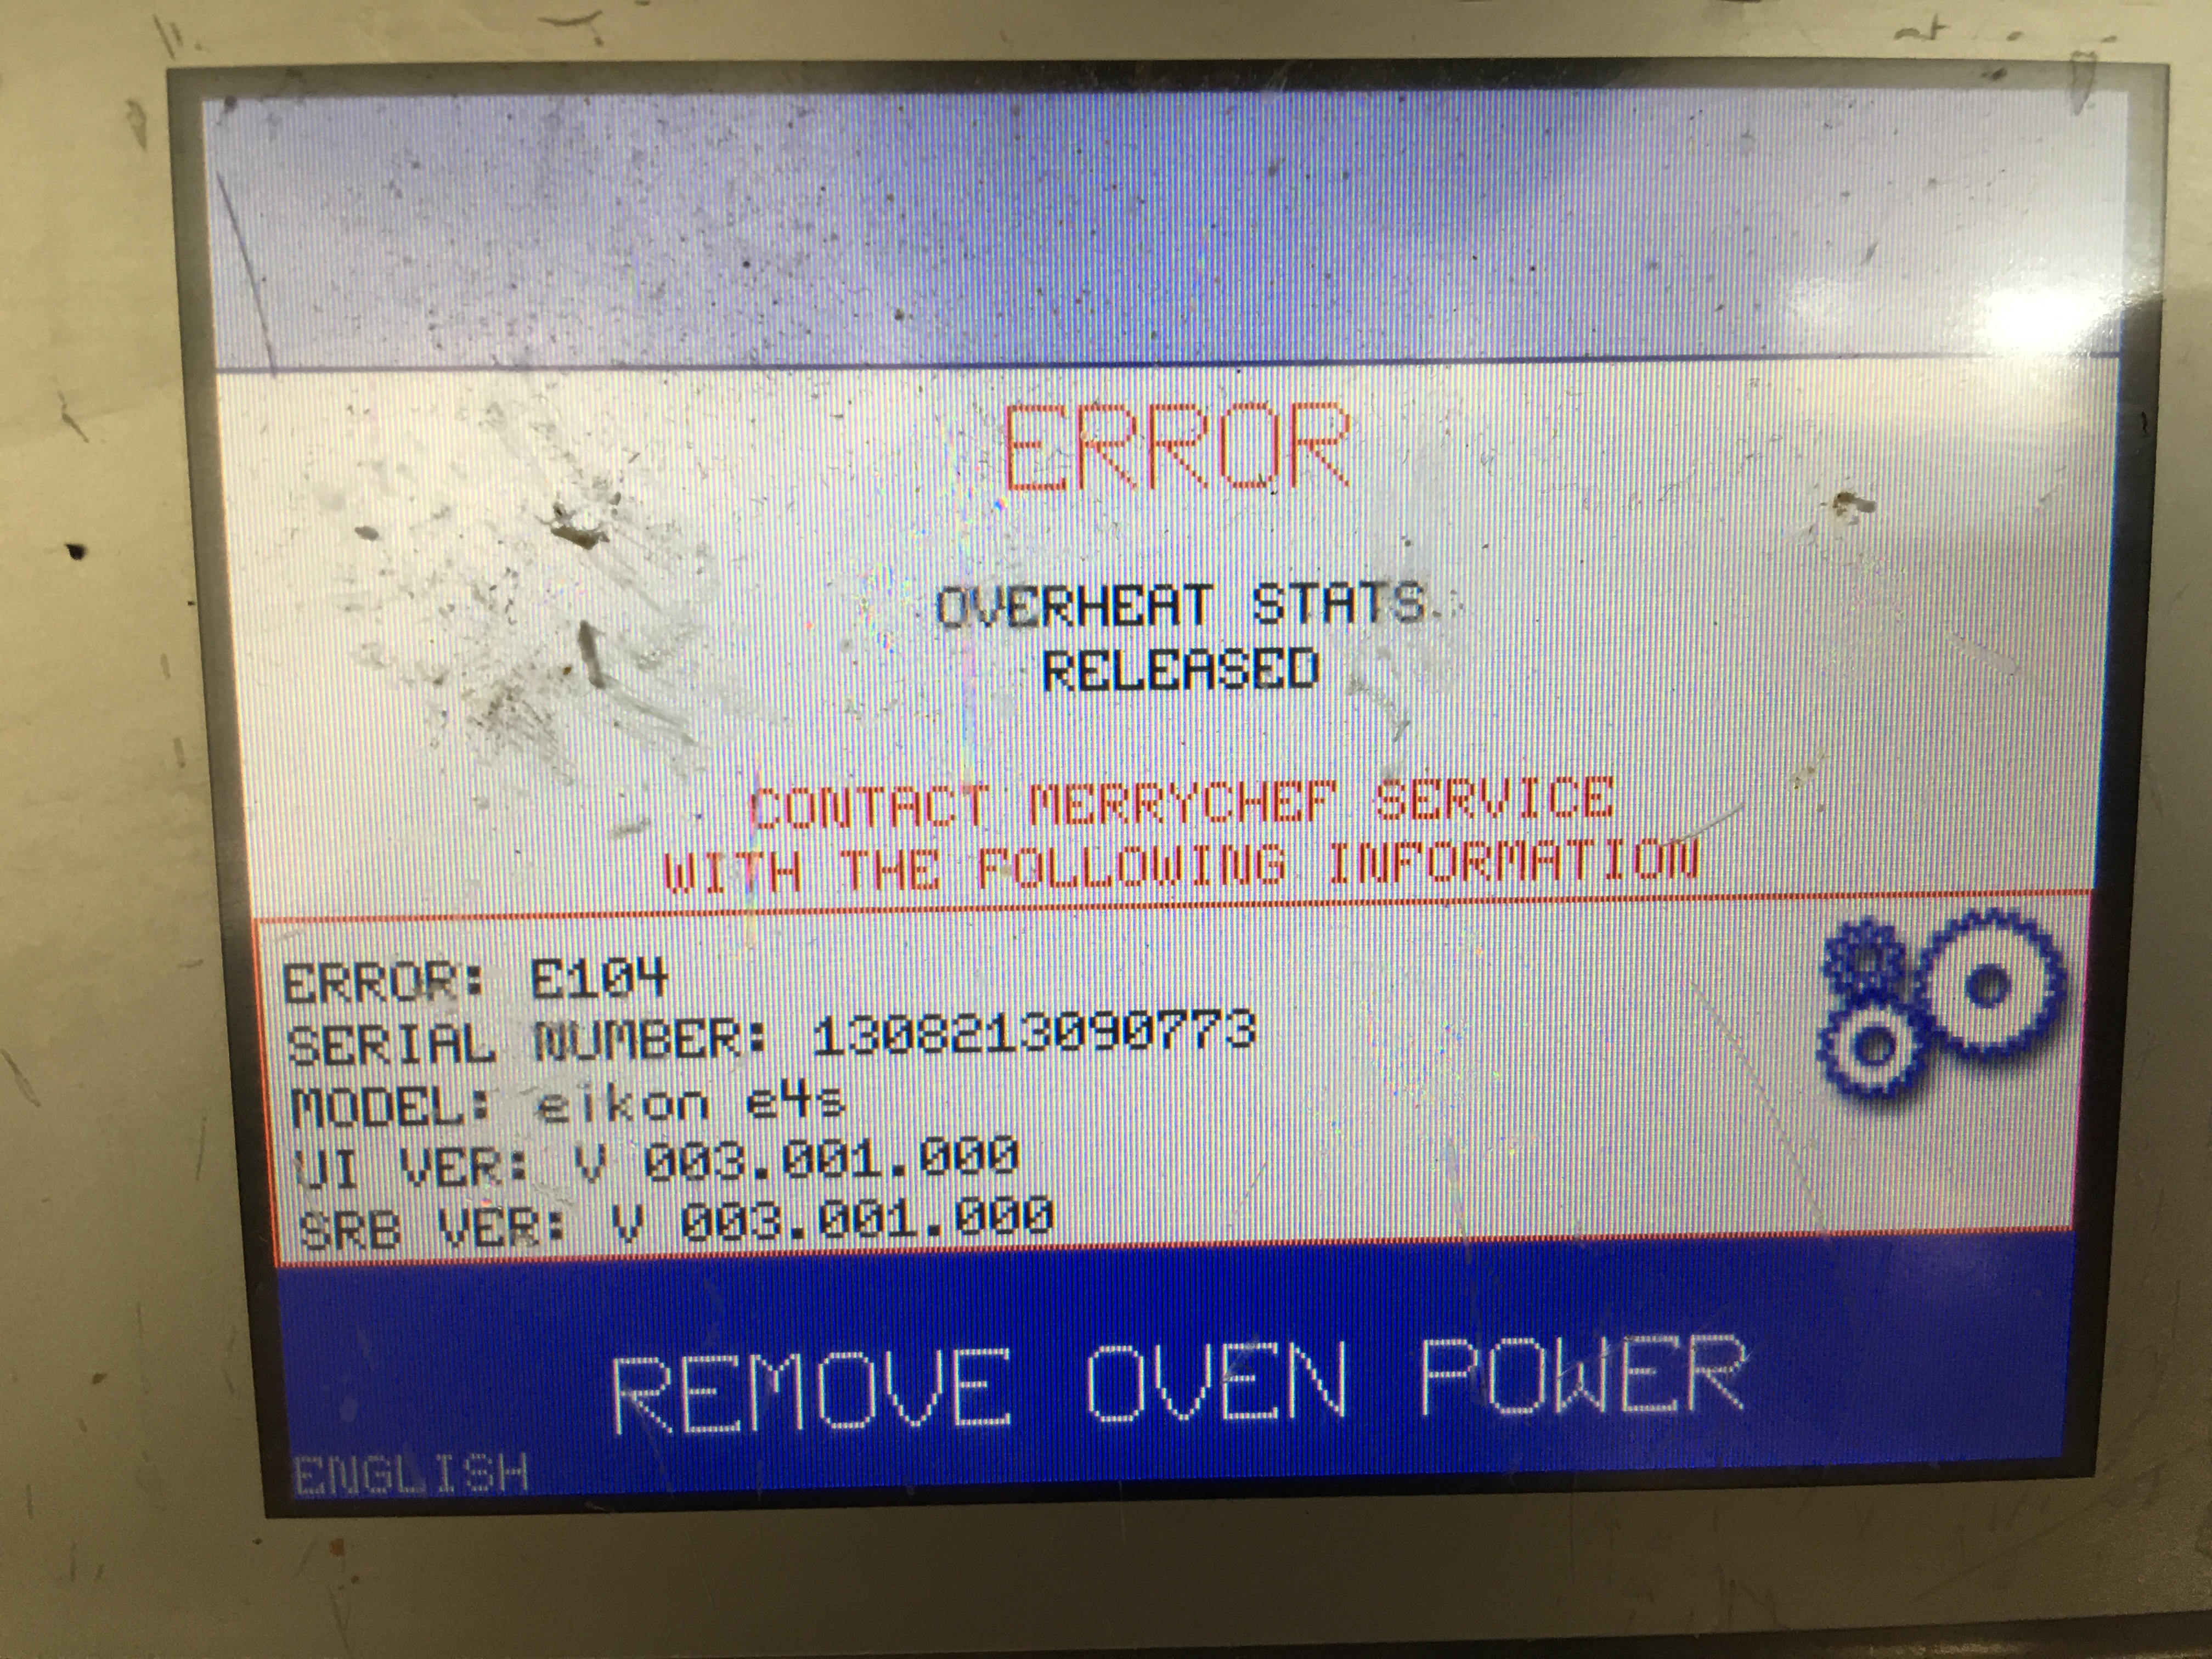 ERROR
OVERHEAT STATS
RELEASED
CONTACT MERRYCHEF SERVICE
WITH THE FOLLOWING INFORMATION
ERROR: E104
SERIAL NUMBER: 1308213090773
MODEL: eikon e4s
UI VER: V 003.001.000
SRB VER: V 003.001.000
REMOVE OVEN POWER
ENGLISH